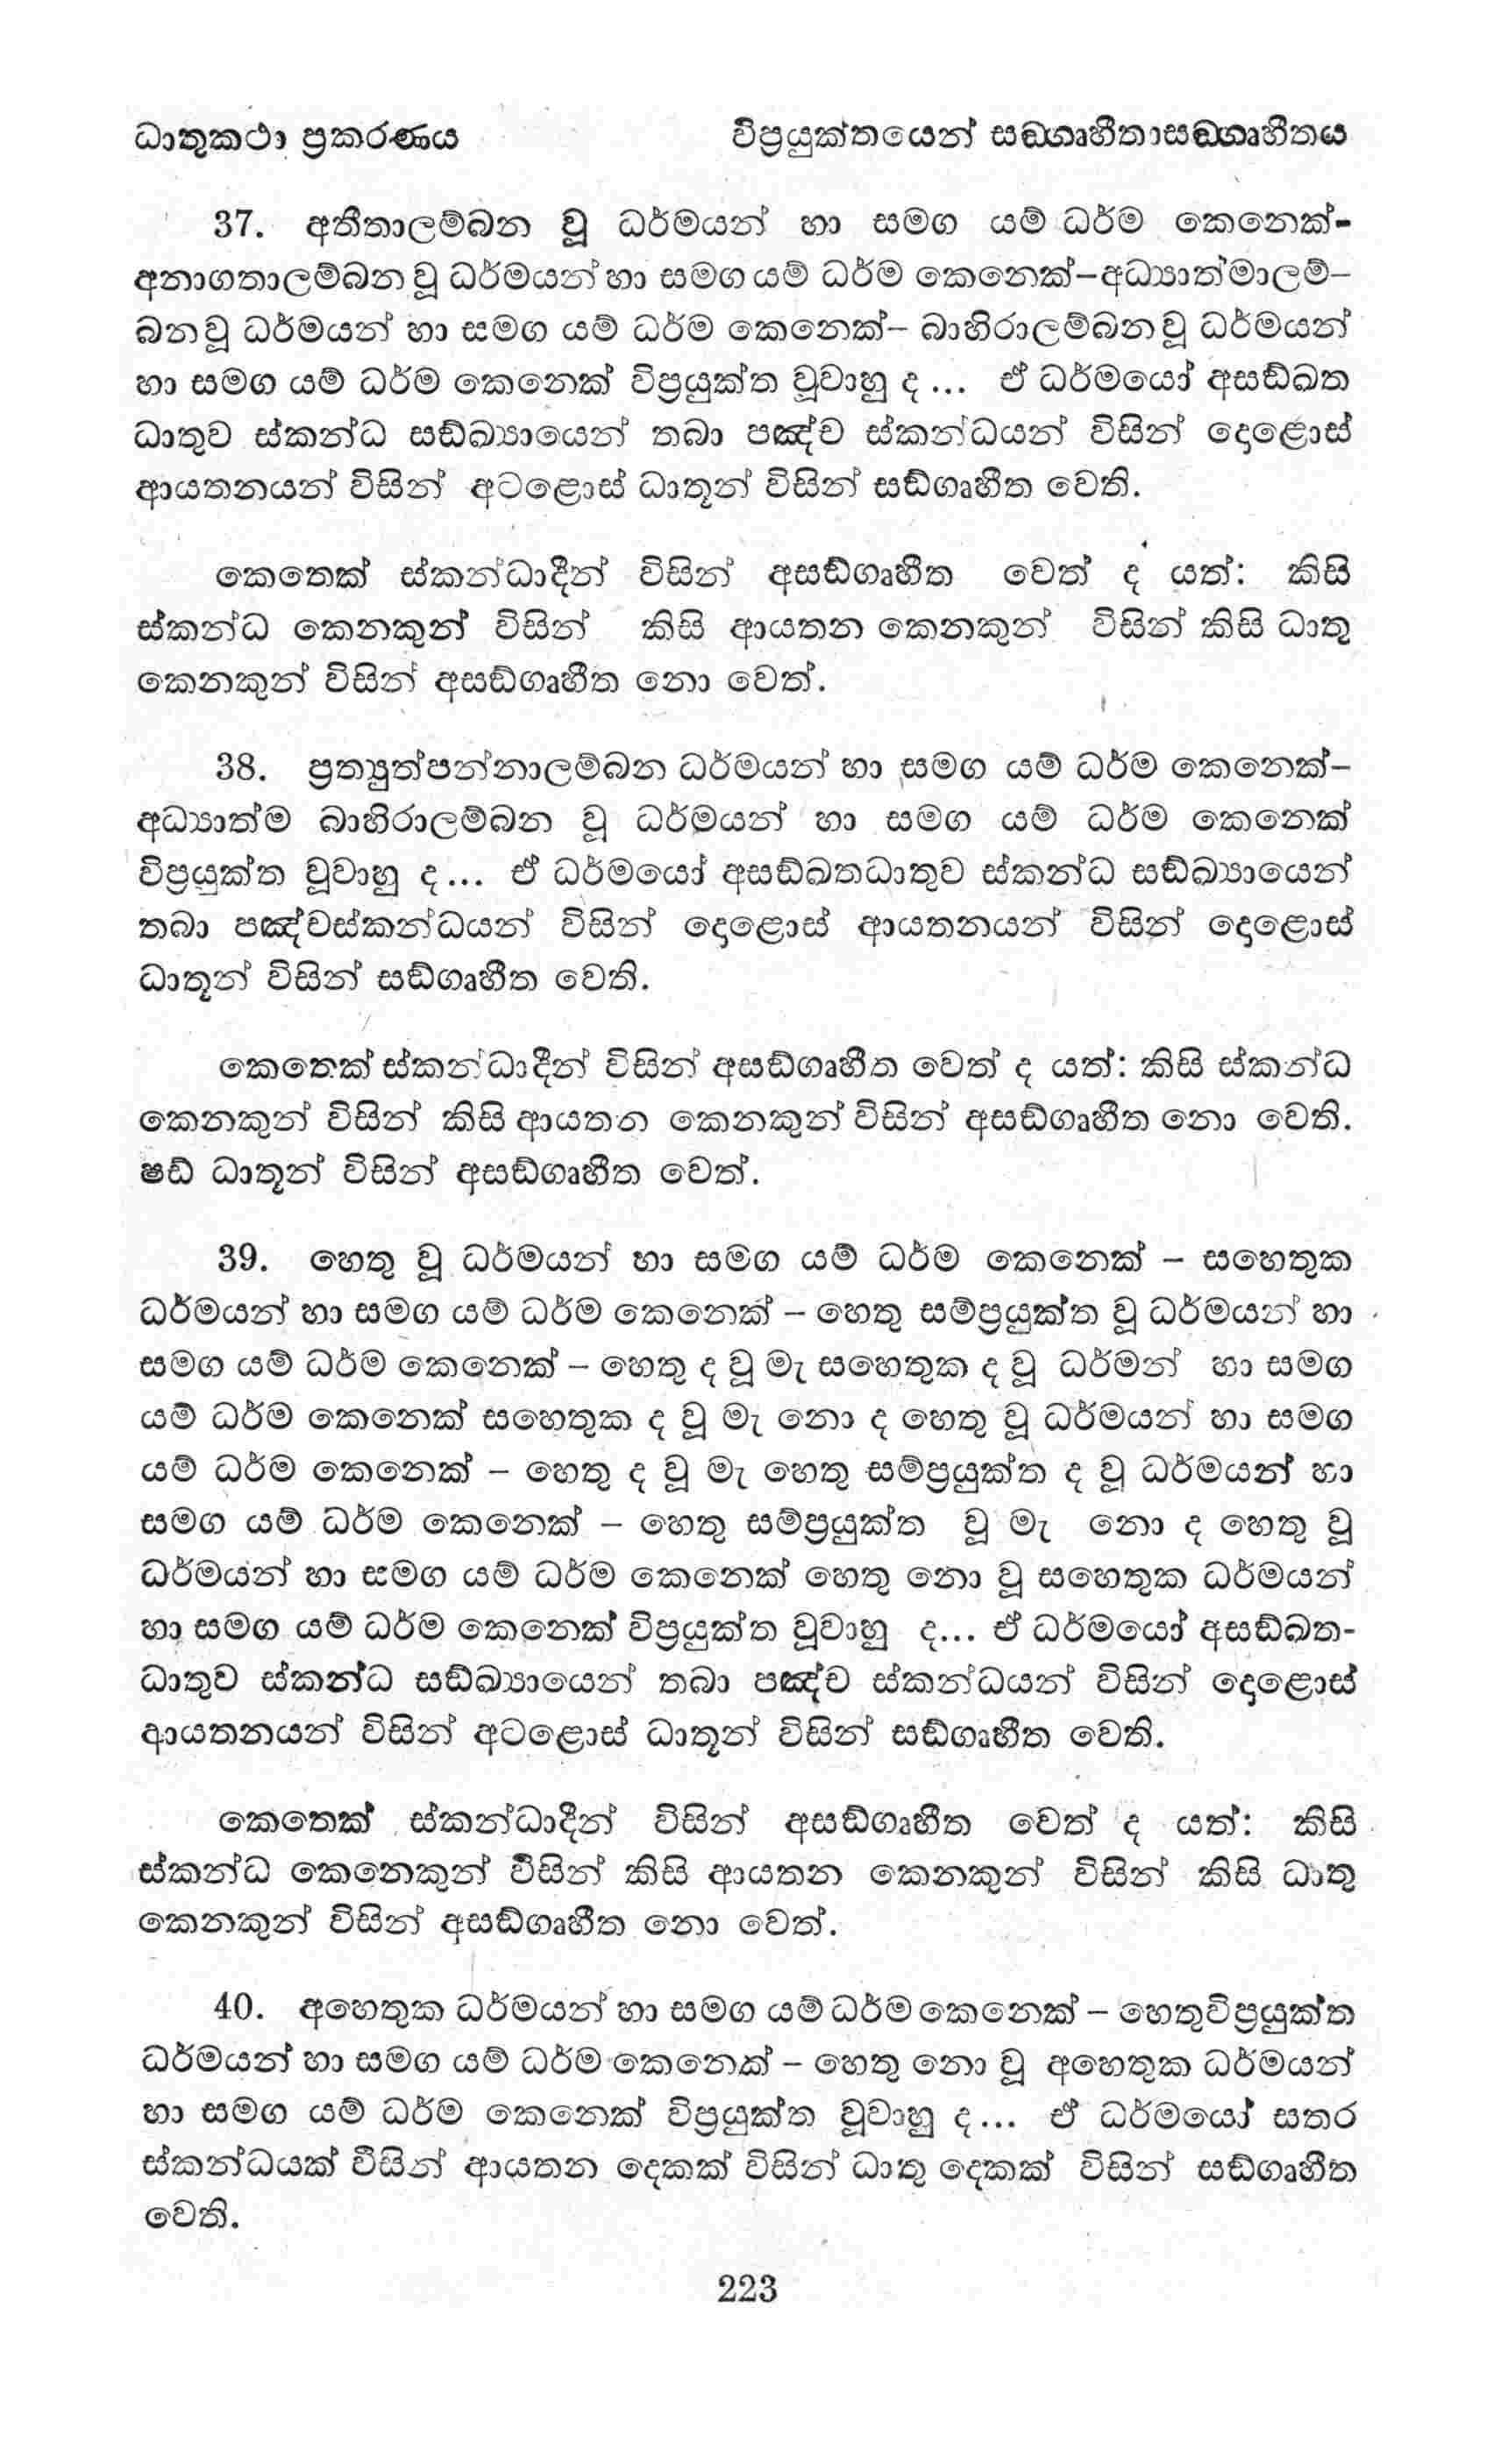 ධාතුකථා ප්‍රකරණය විප්‍රයුක්තයෙන් සඞ්ගෘහීතාසඞ්ගෘහීතය
37. අතීතාලම්බන වූ ධර්මයන් හා සමග යම් ධර්ම කෙනෙක්-
අනාගතාලම්බන වූ ධර්මයන් හා සමග යම් ධර්ම කෙනෙක්–අධ්‍යාත්මාලම්–
බන වූ ධර්මයන් හා සමග යම් ධර්ම කෙනෙක්– බාහිරාලම්බන වූ ධර්මයන්
හා සමග යම් ධර්ම කෙනෙක් විප්‍රයුක්ත වූවාහු ද ... ඒ ධර්මයෝ අසඞ්ඛත
ධාතුව ස්කන්ධ සඞ්ඛ්‍යායෙන් තබා පඤ්ච ස්කන්ධයන් විසින් දොළොස්
ආයතනයන් විසින් අටළොස් ධාතූන් විසින් සඞ්ගෘහීත වෙති.
කෙතෙක් ස්කන්ධාදීන් විසින් අසඞ්ගෘහීත වෙත් ද යත්: කිසි
ස්කන්ධ කෙනකුන් විසින් කිසි ආයතන කෙනකුන් විසින් කිසි ධාතු
කෙනකුන් විසින් අසඞ්ගෘහීත නො වෙත්.
38. ප්‍රත්‍යුත්පන්නාලම්බන ධර්මයන් හා සමග යම් ධර්ම කෙනෙක්–
අධ්‍යාත්ම බාහිරාලම්බන වූ ධර්මයන් හා සමග යම් ධර්ම කෙනෙක්
විප්‍රයුක්ත වූවාහු ද ... ඒ ධර්මයෝ අසඞ්ඛතධාතුව ස්කන්ධ සඞ්ඛ්‍යායෙන්
තබා පඤ්චස්කන්ධයන් විසින් දොළොස් ආයතනයන් විසින් දොළොස්
ධාතූන් විසින් සඞ්ගෘහීත වෙති.
කෙතෙක් ස්කන්ධාදීන් විසින් අසඞ්ගෘහීත වෙත් ද යත්: කිසි ස්කන්ධ
කෙනකුන් විසින් කිසි ආයතන කෙනකුන් විසින් අසඞ්ගෘහීත නො වෙති.
ෂඩ් ධාතූන් විසින් අසඞ්ගෘහීත වෙත්.
39. හෙතු වූ ධර්මයන් හා සමග යම් ධර්ම කෙනෙක් – සහෙතුක
ධර්මයන් හා සමග යම් ධර්ම කෙනෙක් – හෙතු සම්ප්‍රයුක්ත වූ ධර්මයන් හා
සමග යම් ධර්ම කෙනෙක් – හෙතු ද වූ මැ සහෙතුක ද වූ ධර්මන් හා සමග
යම් ධර්ම කෙනෙක් සහෙතුක ද වූ මැ නො ද හෙතු වූ ධර්මයන් හා සමග
යම් ධර්ම කෙනෙක් – හෙතු ද වූ මැ හෙතු සම්ප්‍රයුක්ත ද වූ ධර්මයන් හා
සමග යම් ධර්ම කෙනෙක් – හෙතු සම්ප්‍රයුක්ත වූ මැ නො ද හෙතු වූ
ධර්මයන් හා සමග යම් ධර්ම කෙනෙක් හෙතු නො වූ සහෙතුක ධර්මයන්
හා සමග යම් ධර්ම කෙනෙක් විප්‍රයුක්ත වූවාහු ද... ඒ ධර්මයෝ අසඞ්ඛත-
ධාතුව ස්කන්ධ සඞ්ඛ්‍යායෙන් තබා පඤ්ච ස්කන්ධයන් විසින් දොළොස්
ආයතනයන් විසින් අටළොස් ධාතූන් විසින් සඞ්ගෘහීත වෙති.
කෙතෙක් ස්කන්ධාදීන් විසින් අසඞ්ගෘහීත වෙත් ද යත්: කිසි
ස්කන්ධ කෙනෙකුන් විසින් කිසි ආයතන කෙනකුන් විසින් කිසි ධාතු
කෙනකුන් විසින් අසඞ්ගෘහීත නො වෙත්.
40. අහෙතුක ධර්මයන් හා සමග යම් ධර්ම කෙනෙක් – හෙතුවිප්‍රයුක්ත
ධර්මයන් හා සමග යම් ධර්ම කෙනෙක් – හෙතු නො වූ අහෙතුක ධර්මයන්
හා සමග යම් ධර්ම කෙනෙක් විප්‍රයුක්ත වූවාහු ද ... ඒ ධර්මයෝ සතර
ස්කන්ධයක් විසින් ආයතන දෙකක් විසින් ධාතු දෙකක් විසින් සඞ්ගෘහීත
වෙති.
223